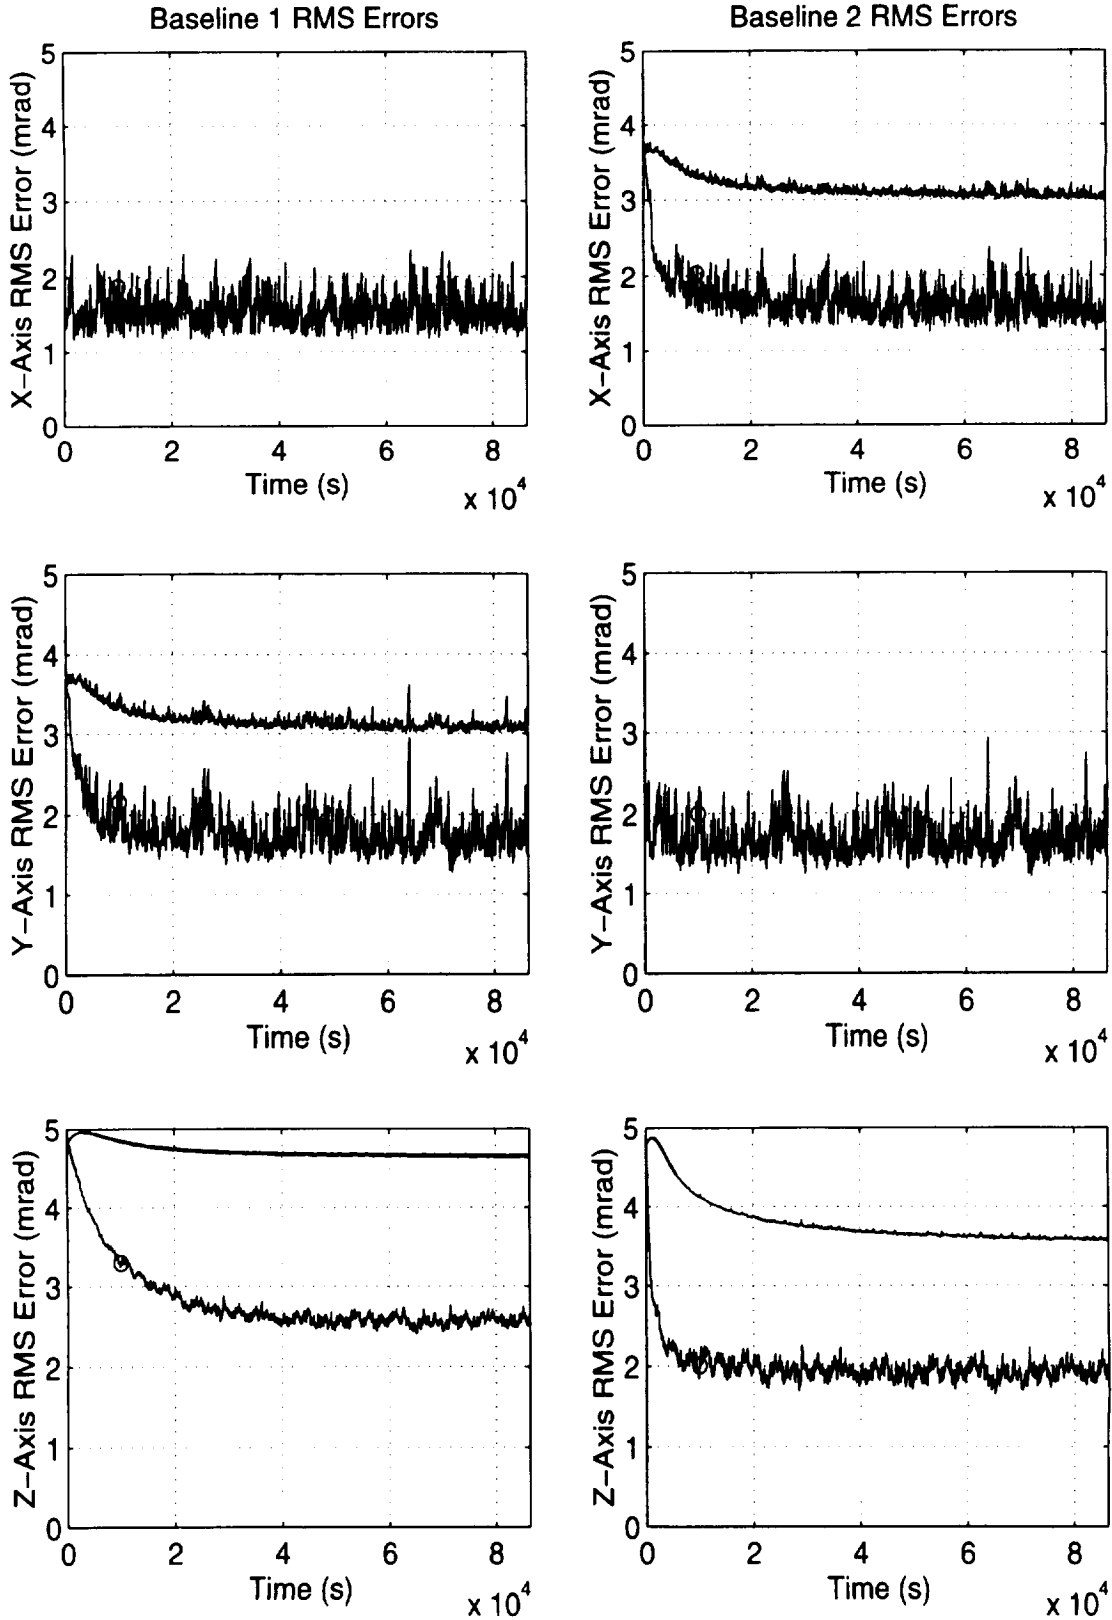 Baseline 1 RMS Errors
Baseline 2 RMS Errors
X-Axis RMS Error (mrad)
5
4
3
2
1
0
0 2 4 6 8
Time (s)
x 10^4
X-Axis RMS Error (mrad)
5
4
3
2
1
0
0 2 4 6 8
Time (s)
x 10^4
Y-Axis RMS Error (mrad)
5
4
3
2
1
0
0 2 4 6 8
Time (s)
x 10^4
Y-Axis RMS Error (mrad)
5
4
3
2
1
0
0 2 4 6 8
Time (s)
x 10^4
Z-Axis RMS Error (mrad)
5
4
3
2
1
0
0 2 4 6 8
Time (s)
x 10^4
Z-Axis RMS Error (mrad)
5
4
3
2
1
0
0 2 4 6 8
Time (s)
x 10^4